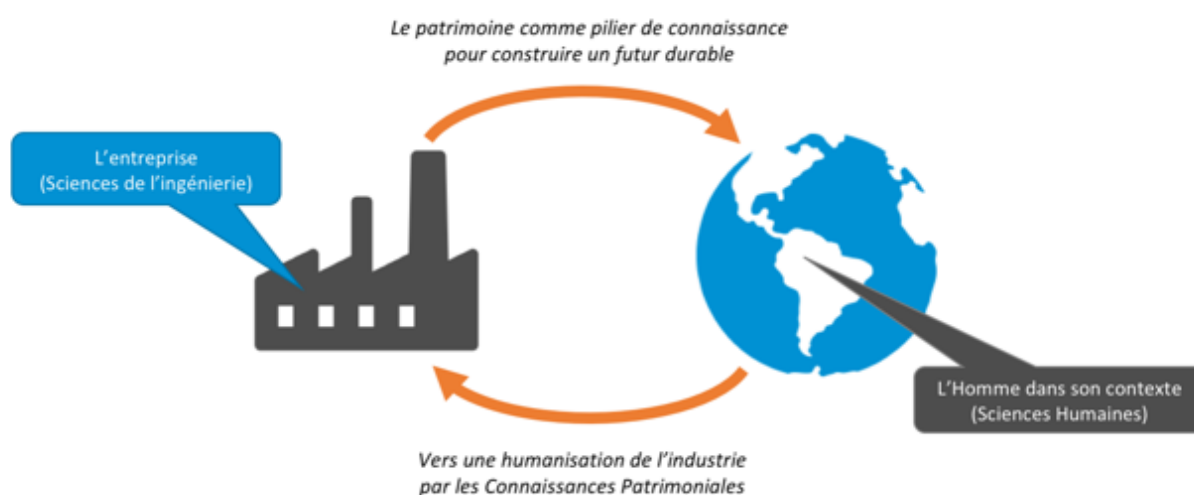 Le patrimoine comme pilier de connaissance
pour construire un futur durable
L'entreprise
(Sciences de l'ingénierie)
L'Homme dans son contexte
(Sciences Humaines)
Vers une humanisation de l'industrie
par les Connaissances Patrimoniales